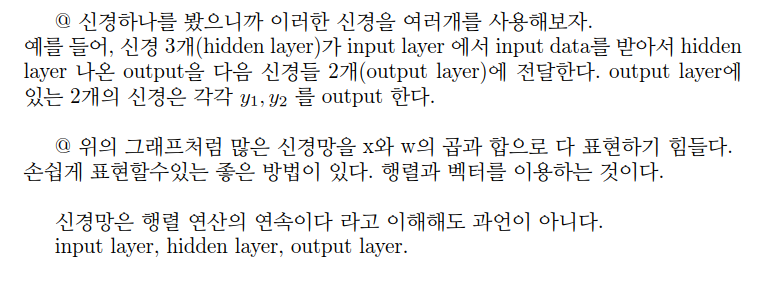 @ 신경하나를 봤으니까 이러한 신경을 여러개를 사용해보자.
예를 들어, 신경 3개(hidden layer)가 input layer 에서 input data를 받아서 hidden
layer 나온 output을 다음 신경들 2개(output layer)에 전달한다. output layer에
있는 2개의 신경은 각각 y₁, y₂ 를 output 한다.
@ 위의 그래프처럼 많은 신경망을 x와 w의 곱과 합으로 다 표현하기 힘들다.
손쉽게 표현할수있는 좋은 방법이 있다. 행렬과 벡터를 이용하는 것이다.
신경망은 행렬 연산의 연속이다 라고 이해해도 과언이 아니다.
input layer, hidden layer, output layer.